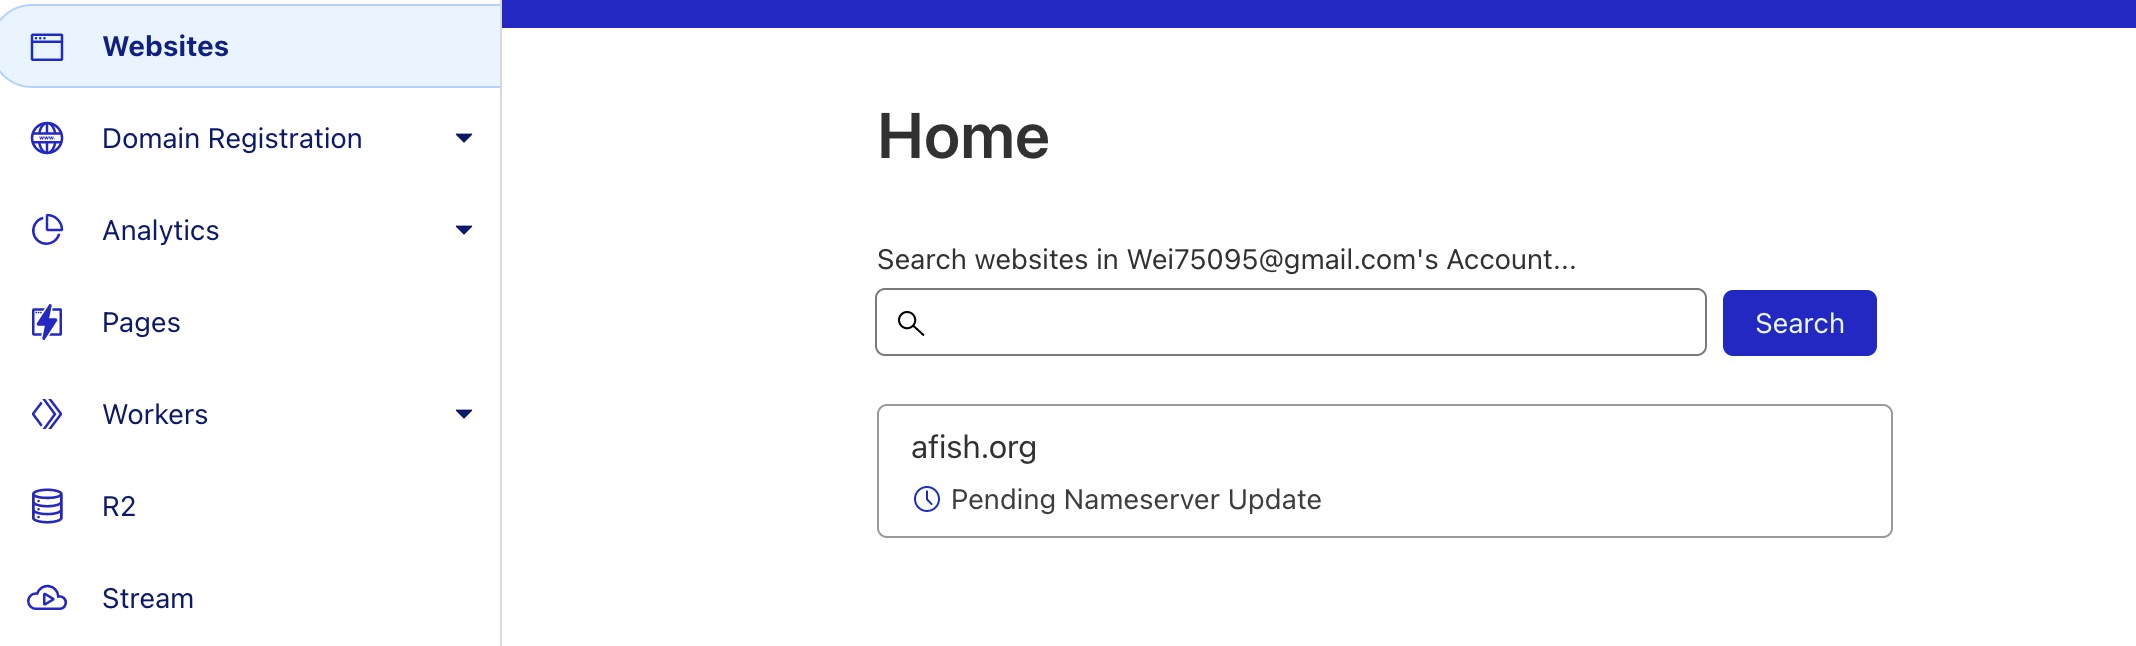 Websites
Domain Registration
Analytics
Pages
Workers
R2
Stream
Home
Search websites in Wei75095@gmail.com's Account...
Search
afish.org
Pending Nameserver Update